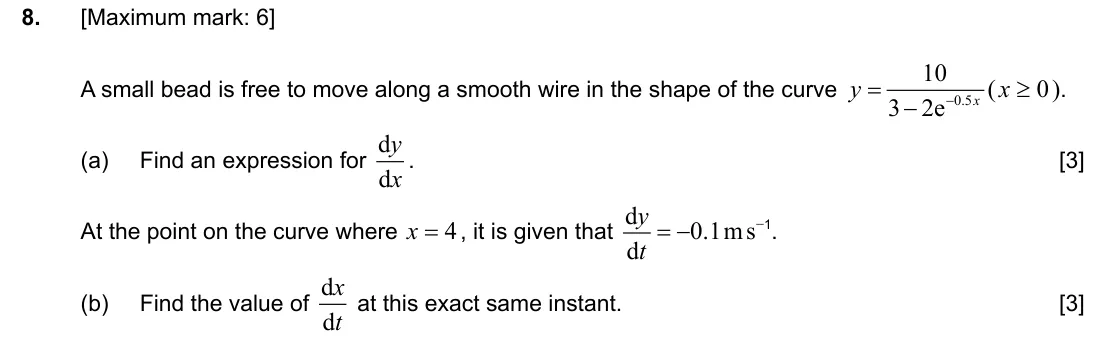 8. [Maximum mark: 6]
A small bead is free to move along a smooth wire in the shape of the curve y = 10 / (3 − 2e^(−0.5x)) (x ≥ 0).
(a) Find an expression for dy/dx. [3]
At the point on the curve where x = 4, it is given that dy/dt = −0.1 m s⁻¹.
(b) Find the value of dx/dt at this exact same instant. [3]